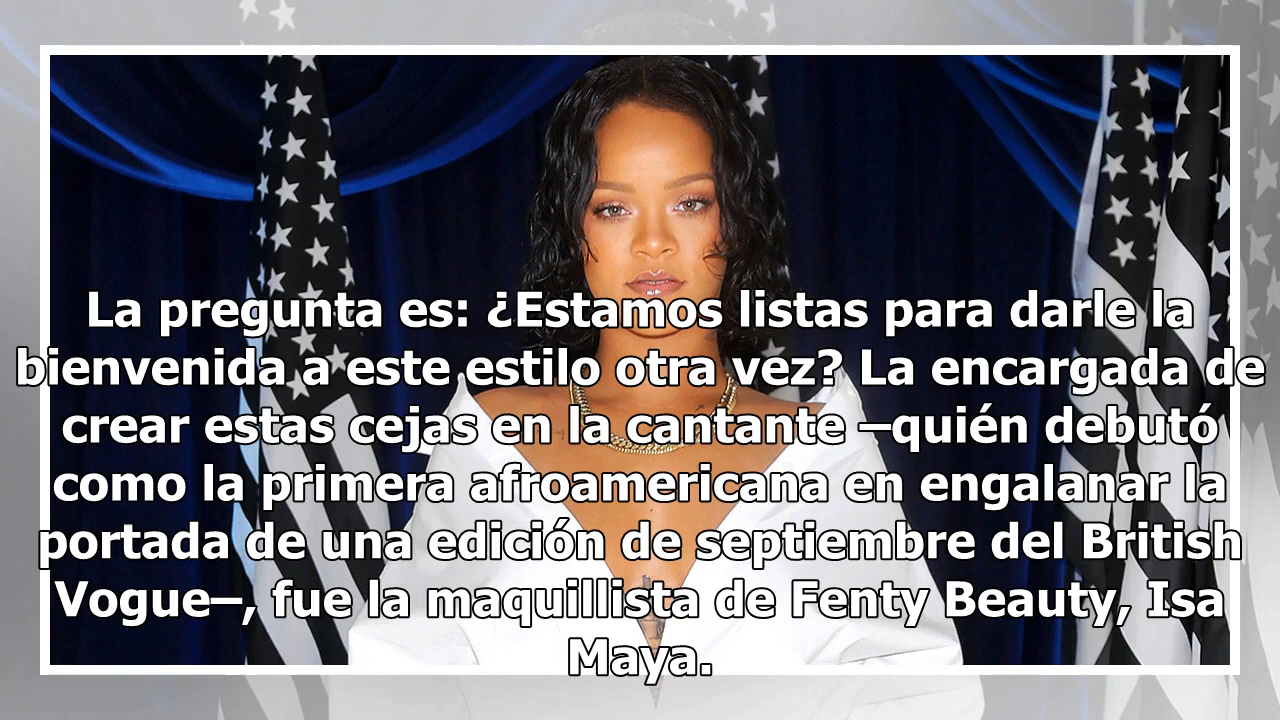 La pregunta es: ¿Estamos listas para darle la
bienvenida a este estilo otra vez? La encargada de
crear estas cejas en la cantante –quién debutó
como la primera afroamericana en engalanar la
portada de una edición de septiembre del British
Vogue–, fue la maquillista de Fenty Beauty, Isa
Maya.